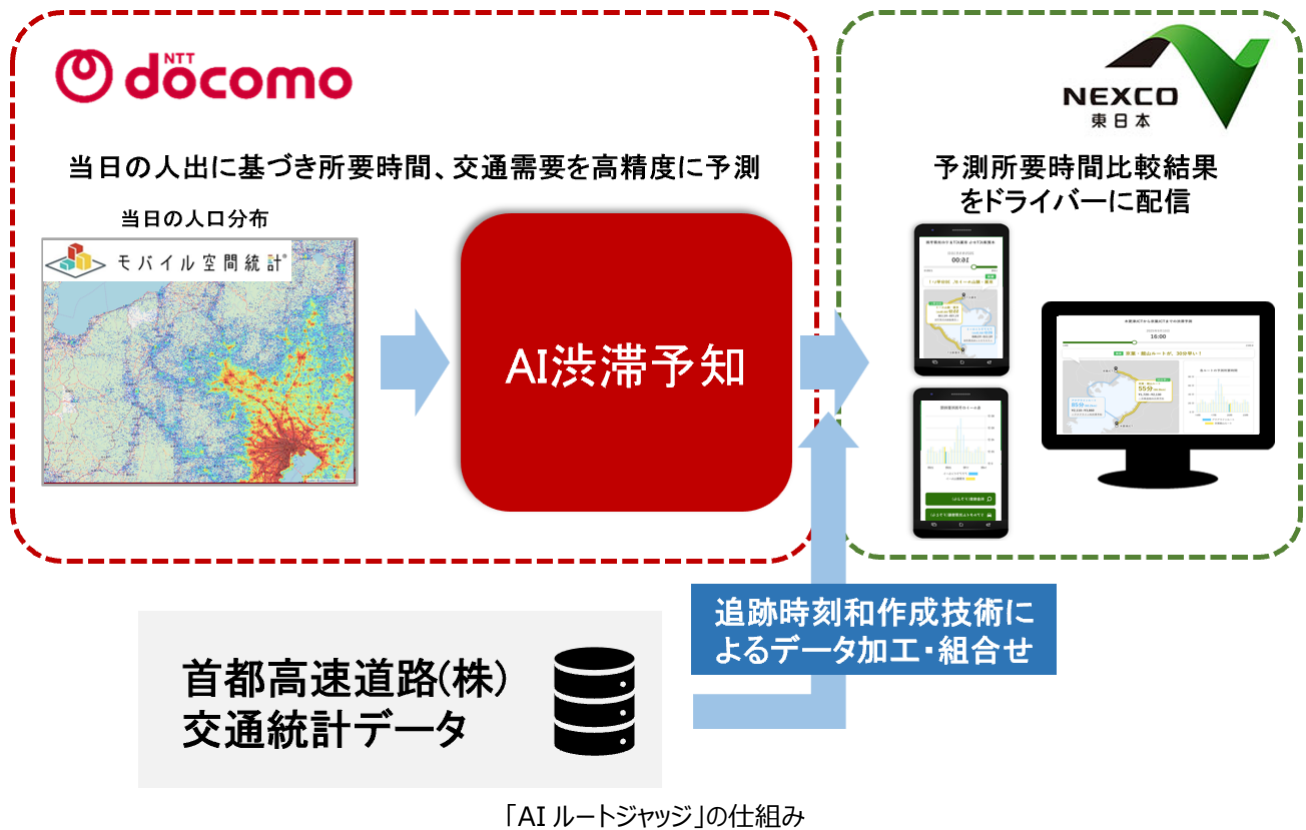 NTT
döcomo
NEXCO
東日本
当日の人出に基づき所要時間、交通需要を高精度に予測
予測所要時間比較結果
をドライバーに配信
当日の人口分布
モバイル空間統計®
AI渋滞予知
16:00
55分
追跡時刻和作成技術に
よるデータ加工・組合せ
首都高速道路(株)
交通統計データ
「AI ルートジャッジ」の仕組み